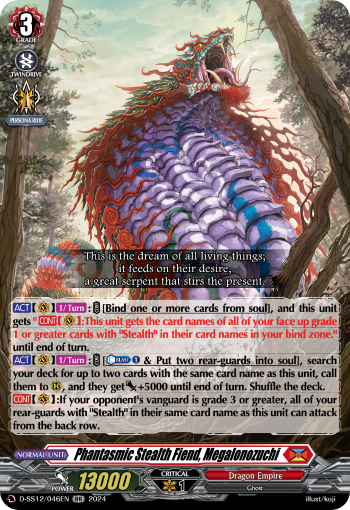 3
GRADE
TWINDRIVE
PERSONA RIDE
This is the dream of all living things;
it feeds on their desire,
a great serpent that stirs the present.
ACT【 】1/Turn : [Bind one or more cards from soul], and this unit
gets "CONT【 】:This unit gets the card names of all of your face up grade
1 or greater cards with "Stealth" in their card names in your bind zone."
until end of turn.
ACT【 】1/Turn : [C-BLAST 1 & Put two rear-guards into soul], search
your deck for up to two cards with the same card name as this unit, call
them to , and they get +5000 until end of turn. Shuffle the deck.
CONT【 】:If your opponent's vanguard is grade 3 or greater, all of your
rear-guards with "Stealth" in their same card name as this unit can attack
from the back row.
NORMAL UNIT Phantasmic Stealth Fiend, Megalonozuchi
POWER 13000 CRITICAL 1 Dragon Empire
Ghost
D-SS12/046EN RR 2024 illust/koji